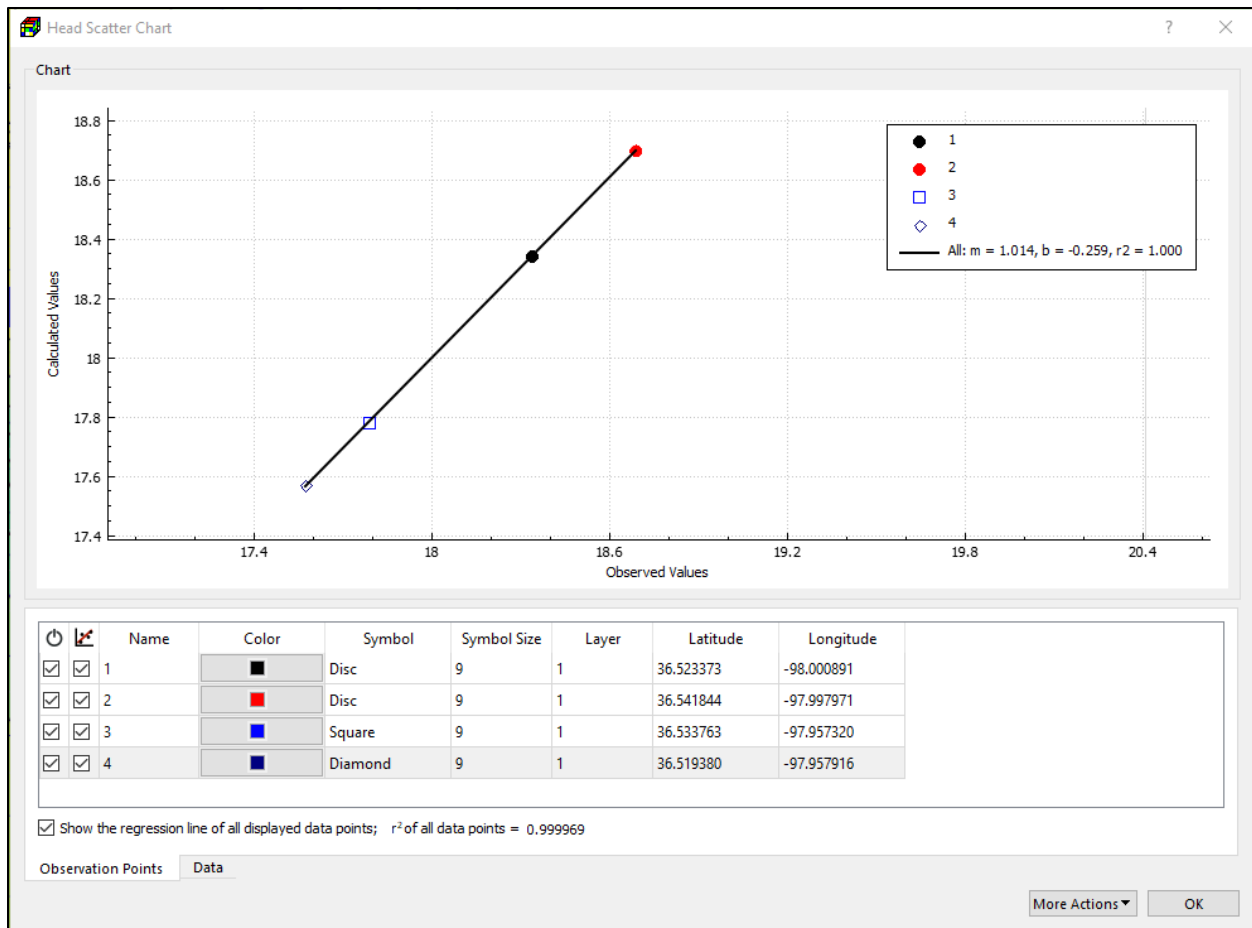 Head Scatter Chart
?
Chart
18.8
18.6
18.4
18.2
18
17.8
17.6
17.4
Calculated Values
17.4 18 18.6 19.2 19.8 20.4
Observed Values
1
2
3
4
All: m = 1.014, b = -0.259, r2 = 1.000
Name Color Symbol Symbol Size Layer Latitude Longitude
1 Disc 9 1 36.523373 -98.000891
2 Disc 9 1 36.541844 -97.997971
3 Square 9 1 36.533763 -97.957320
4 Diamond 9 1 36.519380 -97.957916
Show the regression line of all displayed data points; r² of all data points = 0.999969
Observation Points Data
More Actions OK